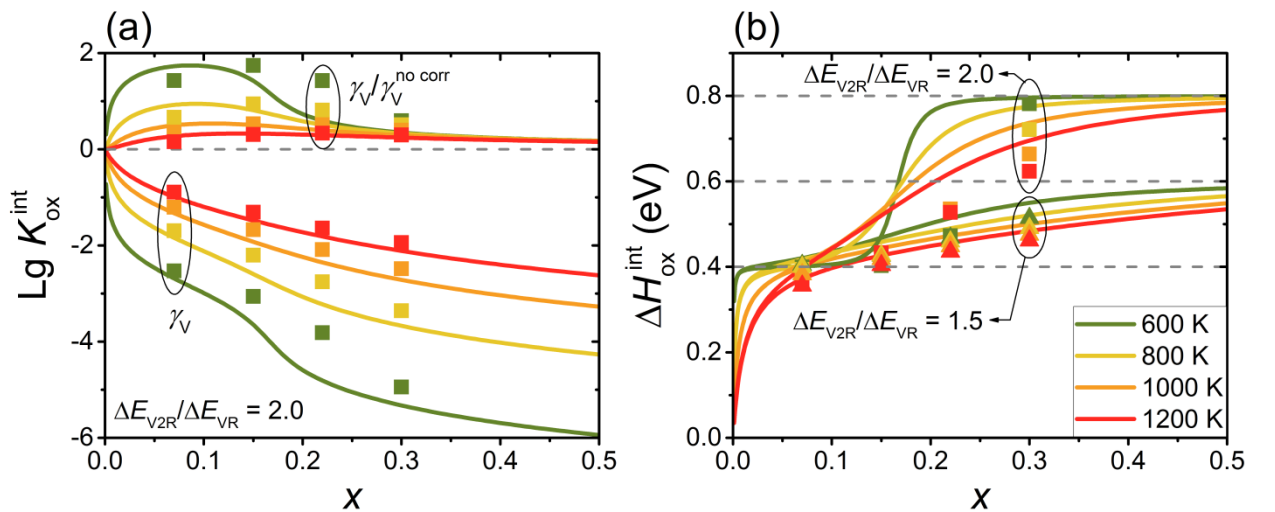 (a)
Lg K_ox^int
2
0
-2
-4
-6
γ_V/γ_V^no corr
γ_V
ΔE_V2R/ΔE_VR = 2.0
0.0 0.1 0.2 0.3 0.4 0.5
x
(b)
ΔH_ox^int (eV)
0.8
0.6
0.4
0.2
0.0
ΔE_V2R/ΔE_VR = 2.0
ΔE_V2R/ΔE_VR = 1.5
600 K
800 K
1000 K
1200 K
0.0 0.1 0.2 0.3 0.4 0.5
x